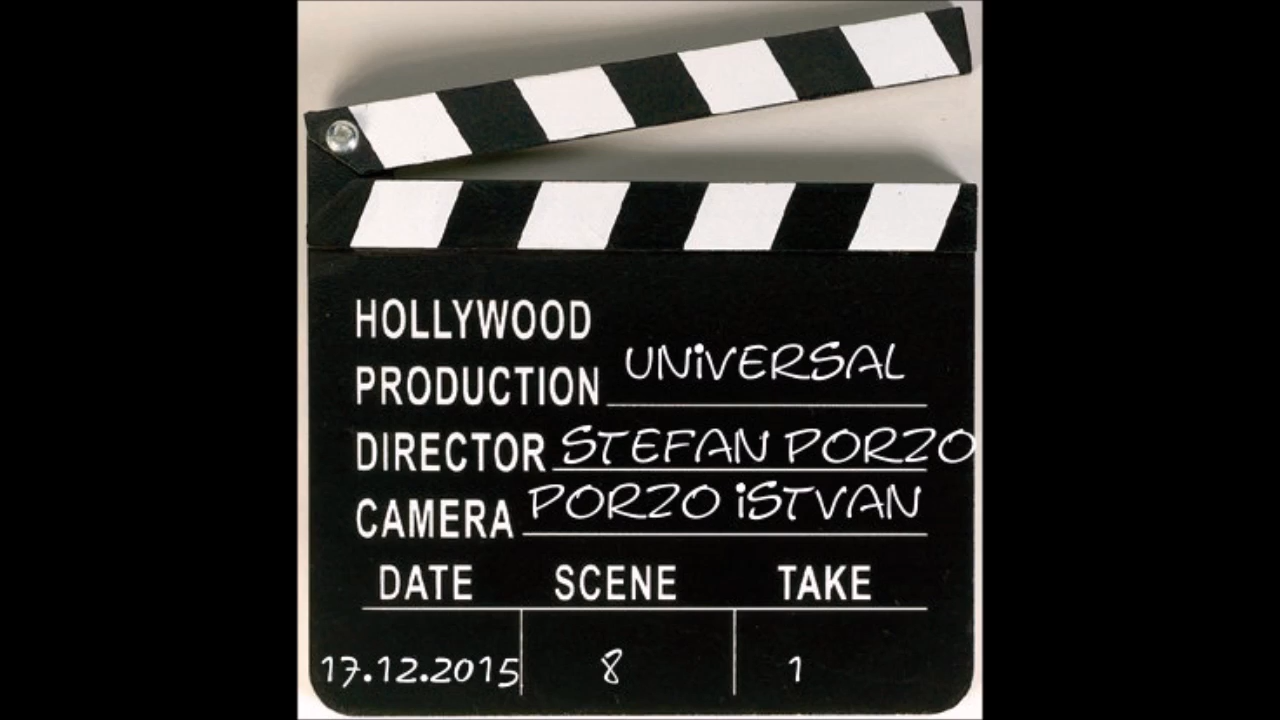 HOLLYWOOD
PRODUCTION UNiVERSAL
DIRECTOR STEFAN PORZO
CAMERA PORZO iSTVAN
DATE SCENE TAKE
17.12.2015 8 1